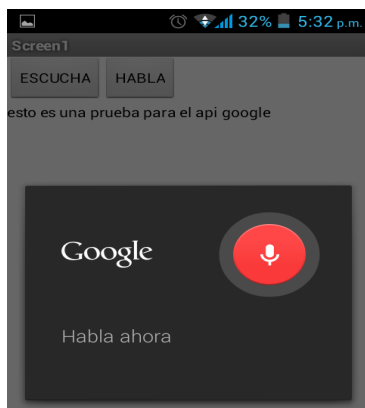 32% 5:32 p.m.
Screen1
ESCUCHA HABLA
esto es una prueba para el api google
Google
Habla ahora